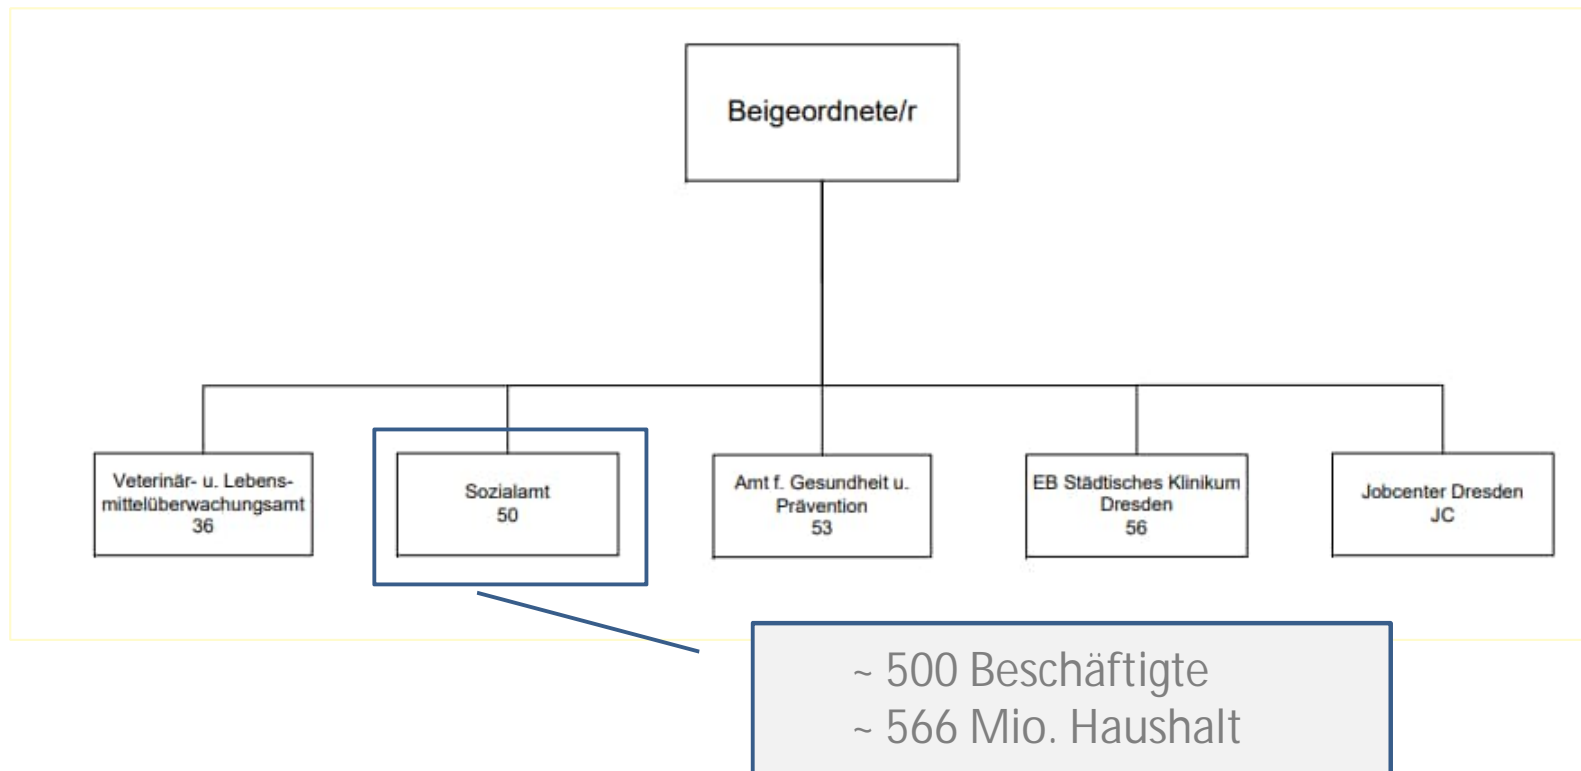 Beigeordnete/r
Veterinär- u. Lebens-
mittelüberwachungsamt
36
Sozialamt
50
Amt f. Gesundheit u.
Prävention
53
EB Städtisches Klinikum
Dresden
56
Jobcenter Dresden
JC
~ 500 Beschäftigte
~ 566 Mio. Haushalt